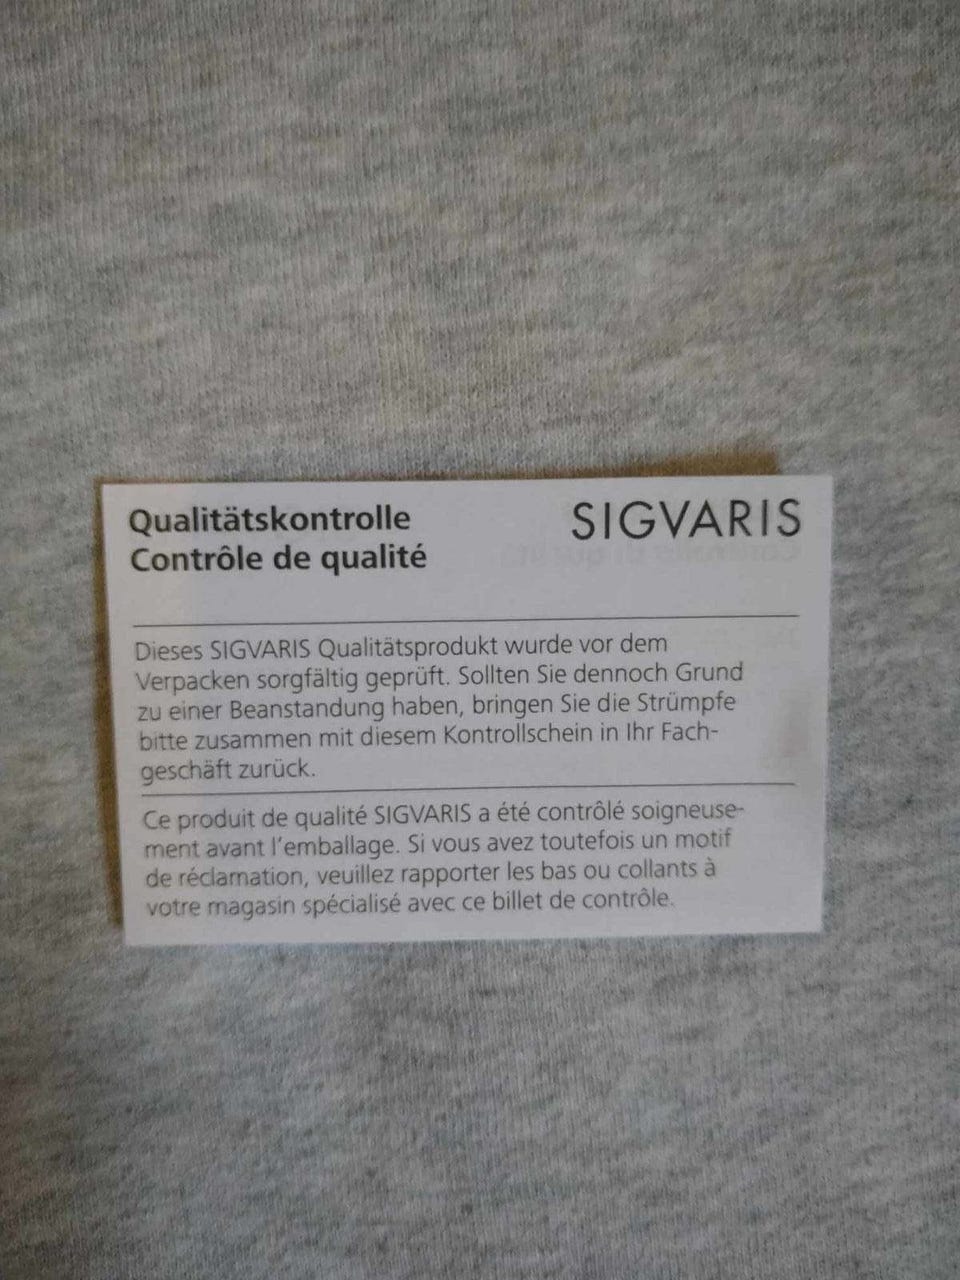 Qualitätskontrolle
Contrôle de qualité
SIGVARIS
Dieses SIGVARIS Qualitätsprodukt wurde vor dem
Verpacken sorgfältig geprüft. Sollten Sie dennoch Grund
zu einer Beanstandung haben, bringen Sie die Strümpfe
bitte zusammen mit diesem Kontrollschein in Ihr Fach-
geschäft zurück.
Ce produit de qualité SIGVARIS a été contrôlé soigneuse-
ment avant l'emballage. Si vous avez toutefois un motif
de réclamation, veuillez rapporter les bas ou collants à
votre magasin spécialisé avec ce billet de contrôle.